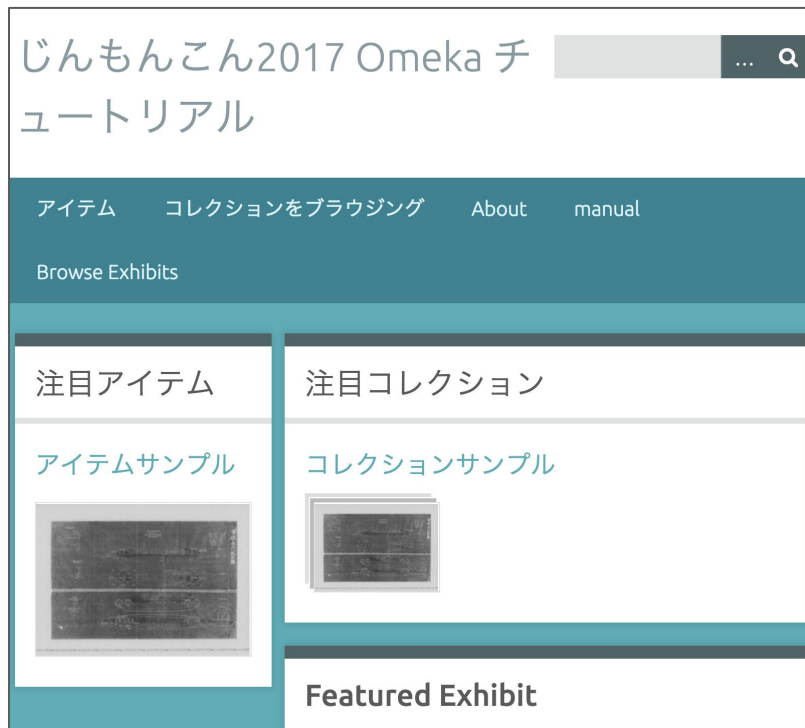 じんもんこん2017 Omeka チ
ュートリアル
...
アイテム コレクションをブラウジング About manual
Browse Exhibits
注目アイテム
アイテムサンプル
注目コレクション
コレクションサンプル
Featured Exhibit